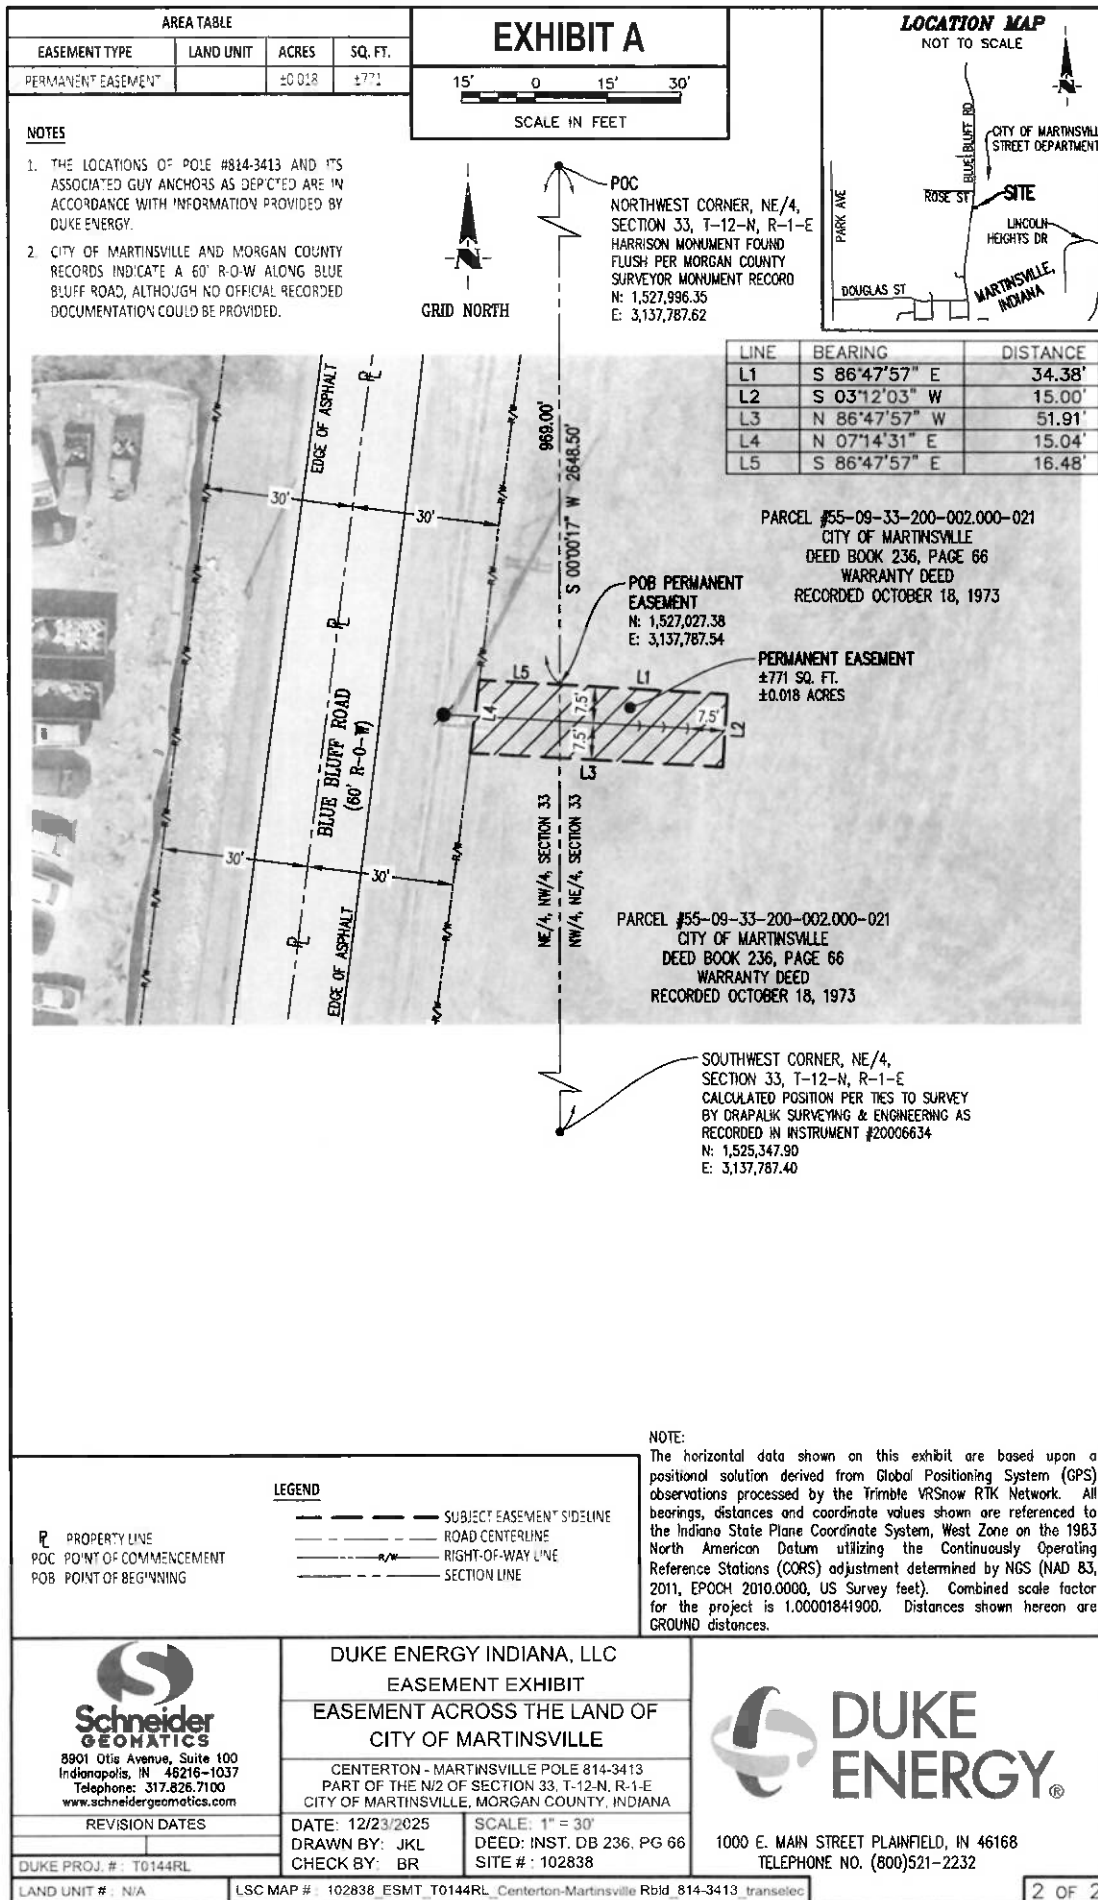 AREA TABLE
EASEMENT TYPE LAND UNIT ACRES SQ. FT.
PERMANENT EASEMENT ±0.018 ±771
EXHIBIT A
15' 0 15' 30'
SCALE IN FEET
LOCATION MAP
NOT TO SCALE
N
BLUE BLUFF RD
CITY OF MARTINSVILL
STREET DEPARTMENT
ROSE ST
SITE
PARK AVE
LINCOLN
HEIGHTS DR
DOUGLAS ST
MARTINSVILLE,
INDIANA
NOTES
1. THE LOCATIONS OF POLE #814-3413 AND ITS
ASSOCIATED GUY ANCHORS AS DEPICTED ARE IN
ACCORDANCE WITH INFORMATION PROVIDED BY
DUKE ENERGY.
2. CITY OF MARTINSVILLE AND MORGAN COUNTY
RECORDS INDICATE A 60' R-O-W ALONG BLUE
BLUFF ROAD, ALTHOUGH NO OFFICIAL RECORDED
DOCUMENTATION COULD BE PROVIDED.
N
GRID NORTH
POC
NORTHWEST CORNER, NE/4,
SECTION 33, T-12-N, R-1-E
HARRISON MONUMENT FOUND
FLUSH PER MORGAN COUNTY
SURVEYOR MONUMENT RECORD
N: 1,527,996.35
E: 3,137,787.62
LINE BEARING DISTANCE
L1 S 86°47'57" E 34.38'
L2 S 03°12'03" W 15.00'
L3 N 86°47'57" W 51.91'
L4 N 07°14'31" E 15.04'
L5 S 86°47'57" E 16.48'
EDGE OF ASPHALT
PL
R/W
R/W
969.00'
S 00°00'17" W 2648.50'
R/W
R/W
30'
30'
PARCEL #55-09-33-200-002.000-021
CITY OF MARTINSVILLE
DEED BOOK 236, PAGE 66
WARRANTY DEED
RECORDED OCTOBER 18, 1973
POB PERMANENT
EASEMENT
N: 1,527,027.38
E: 3,137,787.54
PL
R/W
R/W
PERMANENT EASEMENT
±771 SQ. FT.
±0.018 ACRES
L5
L1
L4
7.5'
7.5'
7.5'
L2
L3
BLUE BLUFF ROAD
(60' R-O-W)
R/W
R/W
30'
30'
NE/4, NW/4, SECTION 33
NW/4, NE/4, SECTION 33
PL
R/W
R/W
EDGE OF ASPHALT
R/W
R/W
PARCEL #55-09-33-200-002.000-021
CITY OF MARTINSVILLE
DEED BOOK 236, PAGE 66
WARRANTY DEED
RECORDED OCTOBER 18, 1973
SOUTHWEST CORNER, NE/4,
SECTION 33, T-12-N, R-1-E
CALCULATED POSITION PER TIES TO SURVEY
BY DRAPALIK SURVEYING & ENGINEERING AS
RECORDED IN INSTRUMENT #20006634
N: 1,525,347.90
E: 3,137,787.40
LEGEND
PL PROPERTY LINE
POC POINT OF COMMENCEMENT
POB POINT OF BEGINNING
SUBJECT EASEMENT SIDELINE
ROAD CENTERLINE
R/W RIGHT-OF-WAY LINE
SECTION LINE
NOTE:
The horizontal data shown on this exhibit are based upon a
positional solution derived from Global Positioning System (GPS)
observations processed by the Trimble VRSnow RTK Network. All
bearings, distances and coordinate values shown are referenced to
the Indiana State Plane Coordinate System, West Zone on the 1983
North American Datum utilizing the Continuously Operating
Reference Stations (CORS) adjustment determined by NGS (NAD 83,
2011, EPOCH 2010.0000, US Survey feet). Combined scale factor
for the project is 1.00001841900. Distances shown hereon are
GROUND distances.
Schneider
GEOMATICS
8901 Otis Avenue, Suite 100
Indianapolis, IN 46216-1037
Telephone: 317.826.7100
www.schneidergeomatics.com
REVISION DATES
DUKE PROJ. #: T0144RL
LAND UNIT #: N/A
DUKE ENERGY INDIANA, LLC
EASEMENT EXHIBIT
EASEMENT ACROSS THE LAND OF
CITY OF MARTINSVILLE
CENTERTON - MARTINSVILLE POLE 814-3413
PART OF THE N/2 OF SECTION 33, T-12-N, R-1-E
CITY OF MARTINSVILLE, MORGAN COUNTY, INDIANA
DATE: 12/23/2025 SCALE: 1" = 30'
DRAWN BY: JKL DEED: INST. DB 236, PG 66
CHECK BY: BR SITE #: 102838
LSC MAP #: 102838_ESMT_T0144RL_Centerton-Martinsville Rbld_814-3413_transelec
DUKE
ENERGY®
1000 E. MAIN STREET PLAINFIELD, IN 46168
TELEPHONE NO. (800)521-2232
2 OF 2